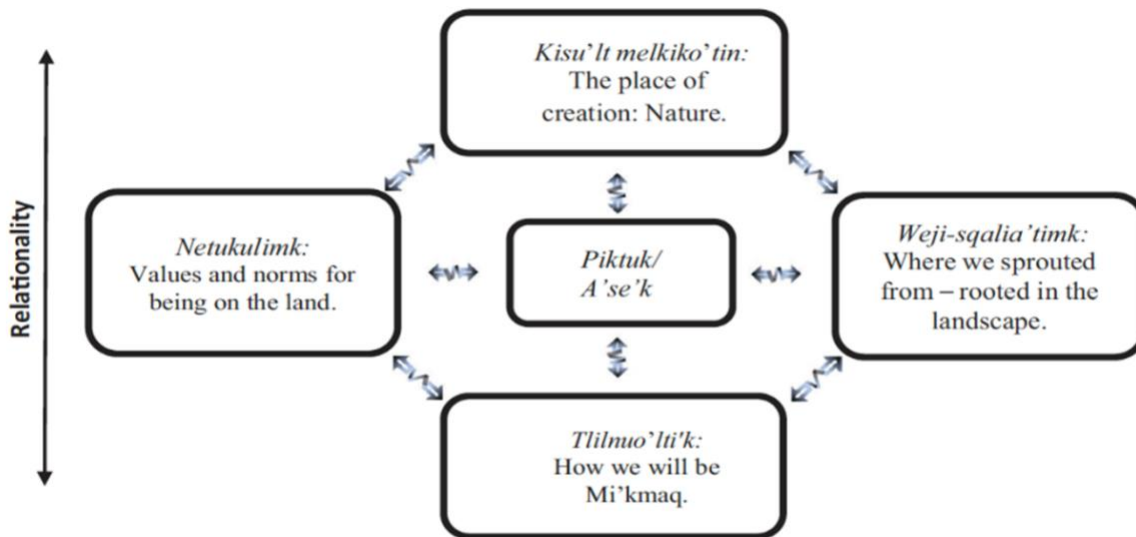 Relationality
Kisu’lt melkiko’tin:
The place of
creation: Nature.
Netukulimk:
Values and norms for
being on the land.
Piktuk/
A’se’k
Weji-sqalia’timk:
Where we sprouted
from – rooted in the
landscape.
Tlilnuo’lti'k:
How we will be
Mi’kmaq.